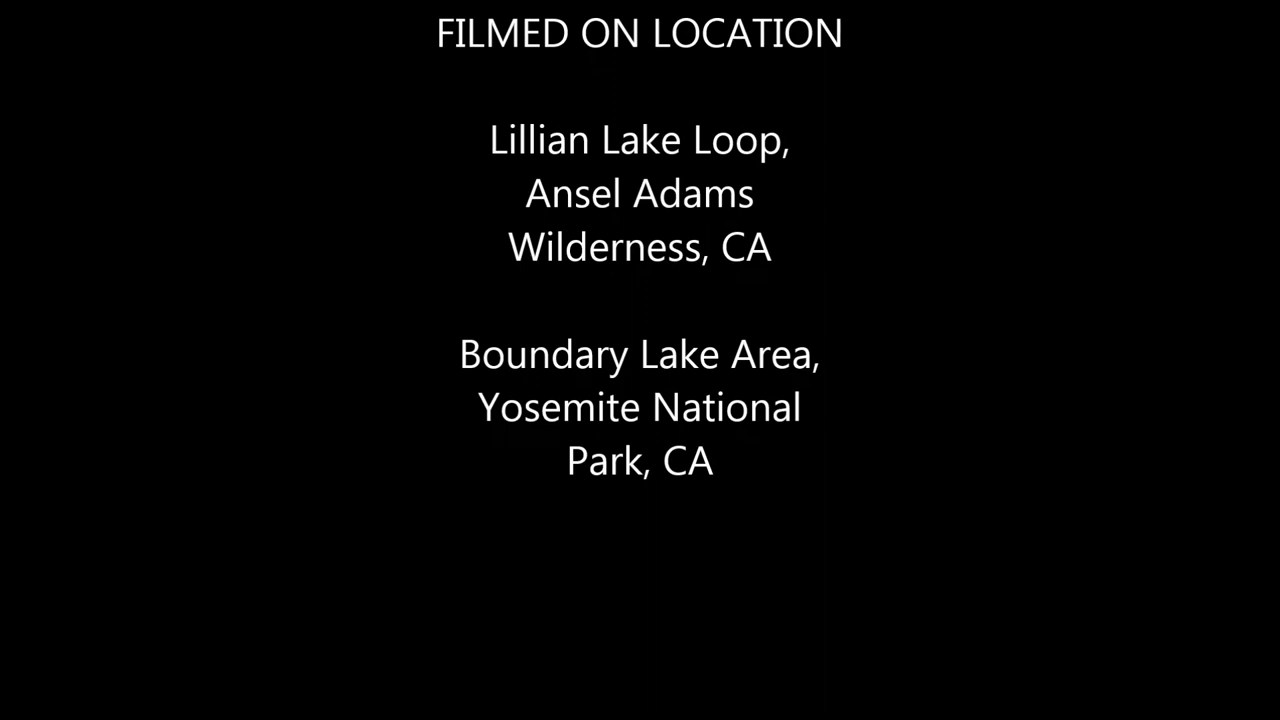 FILMED ON LOCATION
Lillian Lake Loop,
Ansel Adams
Wilderness, CA
Boundary Lake Area,
Yosemite National
Park, CA